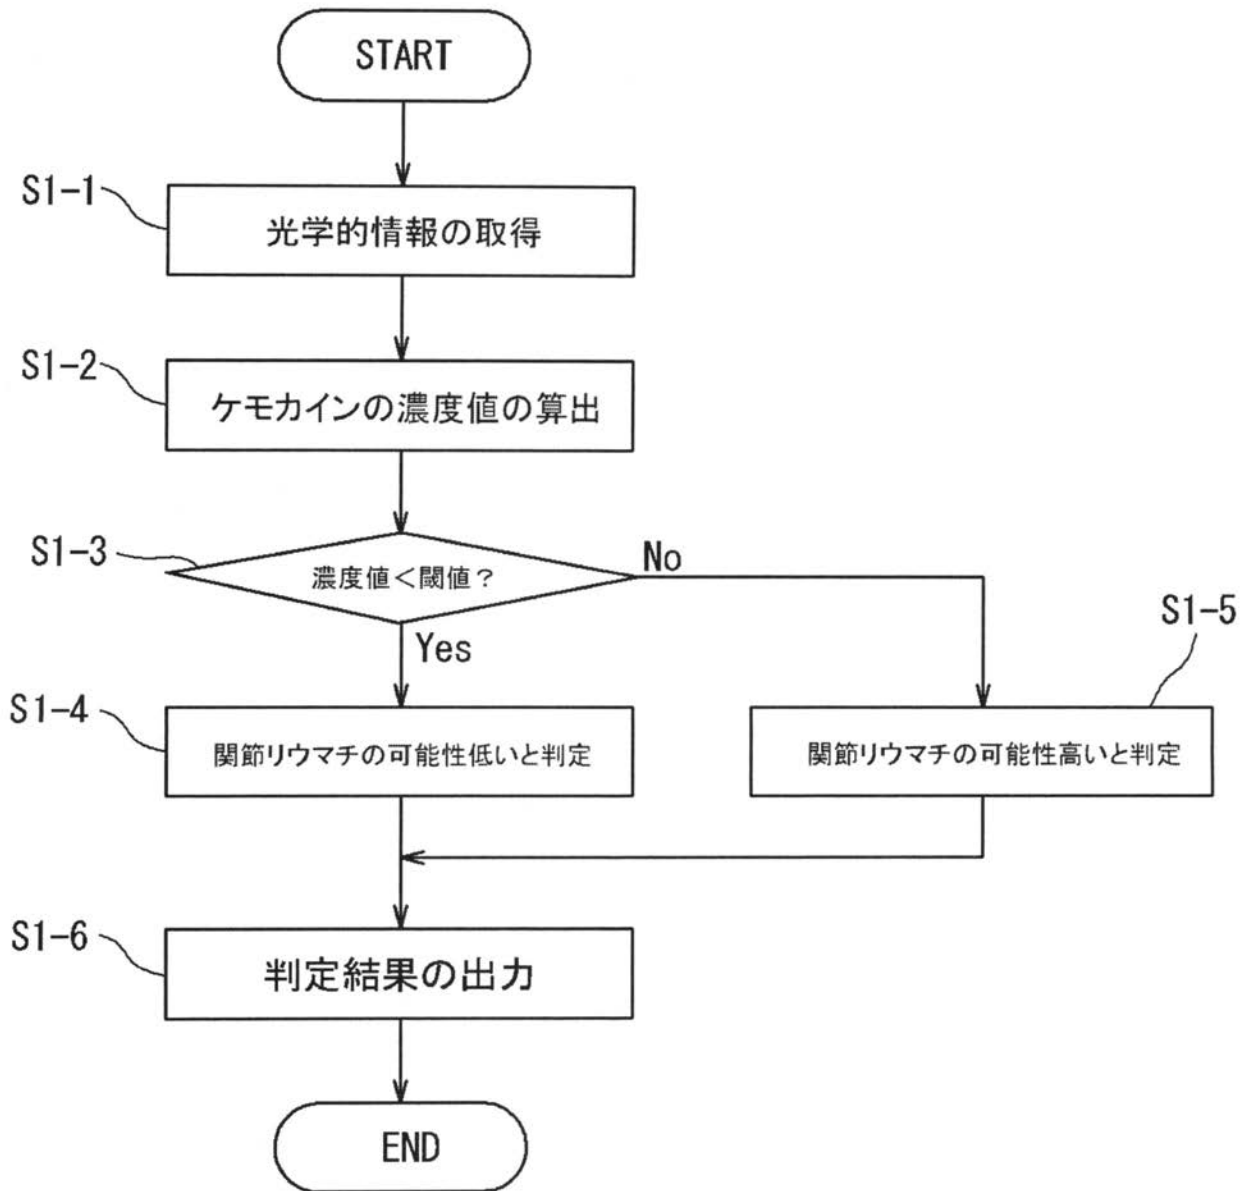 START
S1-1
光学的情報の取得
S1-2
ケモカインの濃度値の算出
S1-3
濃度値<閾値?
No
Yes
S1-5
S1-4
関節リウマチの可能性低いと判定
関節リウマチの可能性高いと判定
S1-6
判定結果の出力
END